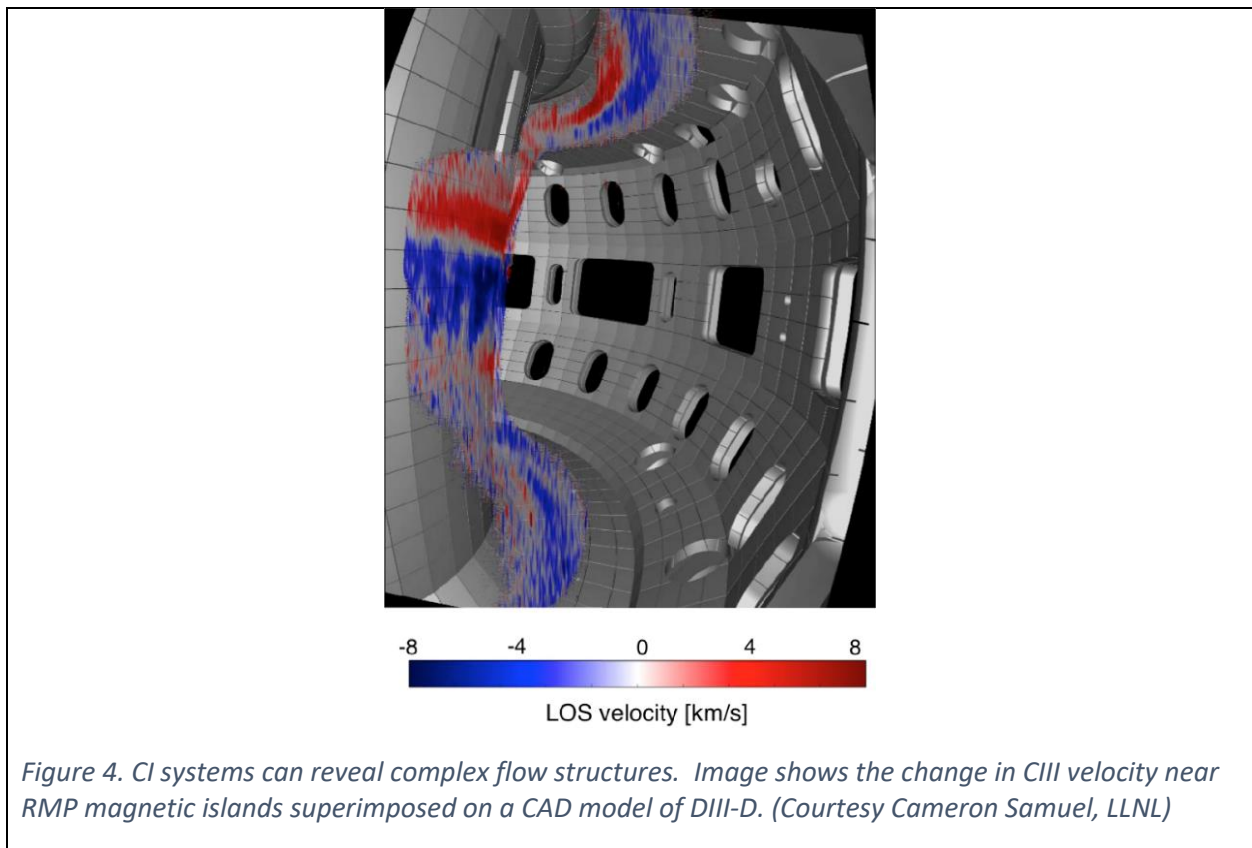 -8 -4 0 4 8
LOS velocity [km/s]
Figure 4. CI systems can reveal complex flow structures.  Image shows the change in CIII velocity near
RMP magnetic islands superimposed on a CAD model of DIII-D. (Courtesy Cameron Samuel, LLNL)